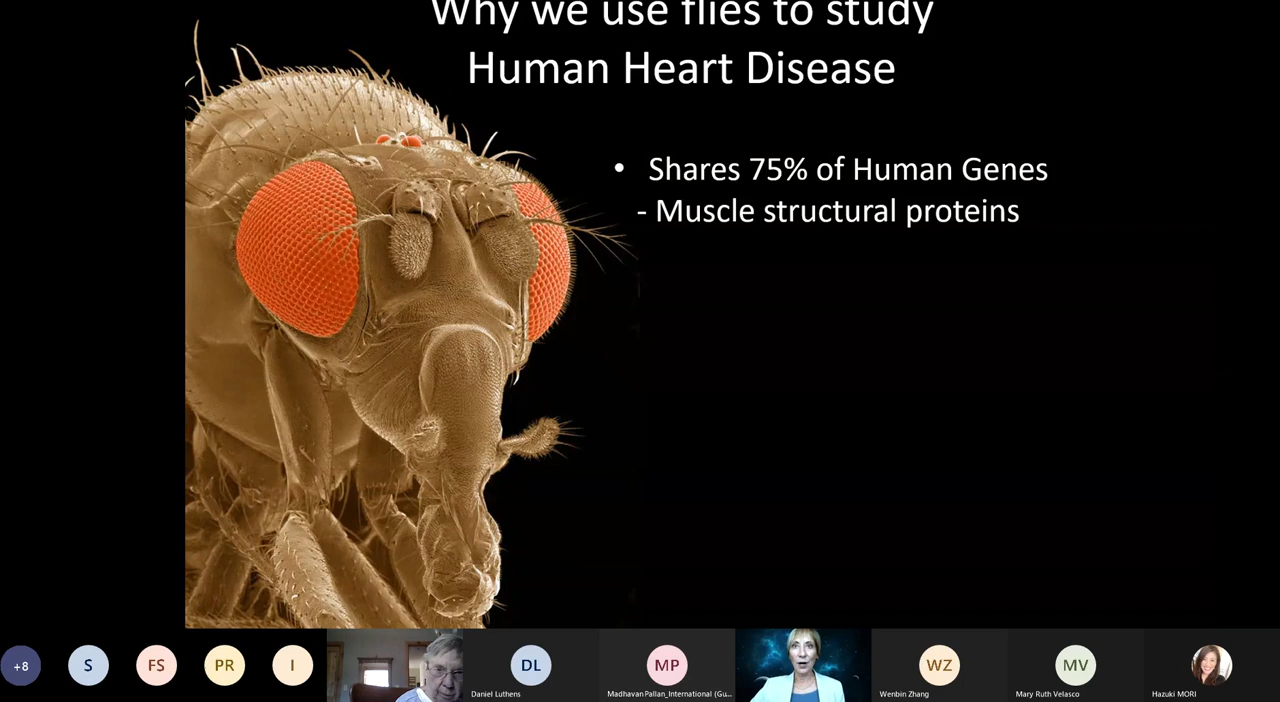 Why we use flies to study
Human Heart Disease
• Shares 75% of Human Genes
- Muscle structural proteins
+8
S
FS
PR
I
DL
Daniel Luthens
MP
Madhavan Pallan_International (Gu...
WZ
Wenbin Zhang
MV
Mary Ruth Velasco
Hazuki MORI